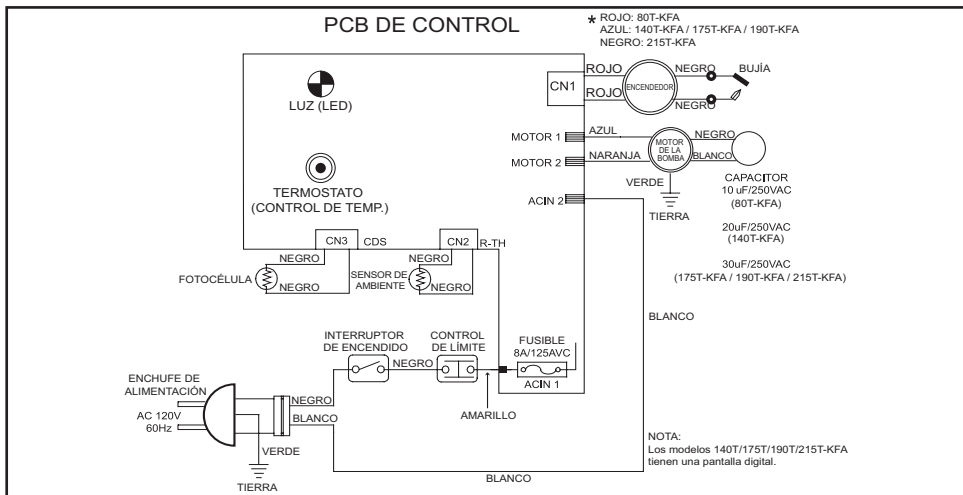 PCB DE CONTROL
* ROJO: 80T-KFA
AZUL: 140T-KFA / 175T-KFA / 190T-KFA
NEGRO: 215T-KFA
LUZ (LED)
TERMOSTATO
(CONTROL DE TEMP.)
CN1
ROJO
ROJO
ENCENDEDOR
NEGRO
NEGRO
BUJÍA
MOTOR 1
AZUL
MOTOR 2
NARANJA
MOTOR
DE LA
BOMBA
NEGRO
BLANCO
VERDE
TIERRA
ACIN 2
CAPACITOR
10 uF/250VAC
(80T-KFA)
20uF/250VAC
(140T-KFA)
30uF/250VAC
(175T-KFA / 190T-KFA / 215T-KFA)
CN3
CDS
CN2
R-TH
NEGRO
NEGRO
FOTOCÉLULA
NEGRO
NEGRO
SENSOR DE
AMBIENTE
BLANCO
INTERRUPTOR
DE ENCENDIDO
NEGRO
CONTROL
DE LÍMITE
FUSIBLE
8A/125AVC
ACIN 1
AMARILLO
ENCHUFE DE
ALIMENTACIÓN
AC 120V
60Hz
NEGRO
BLANCO
VERDE
TIERRA
BLANCO
NOTA:
Los modelos 140T/175T/190T/215T-KFA
tienen una pantalla digital.